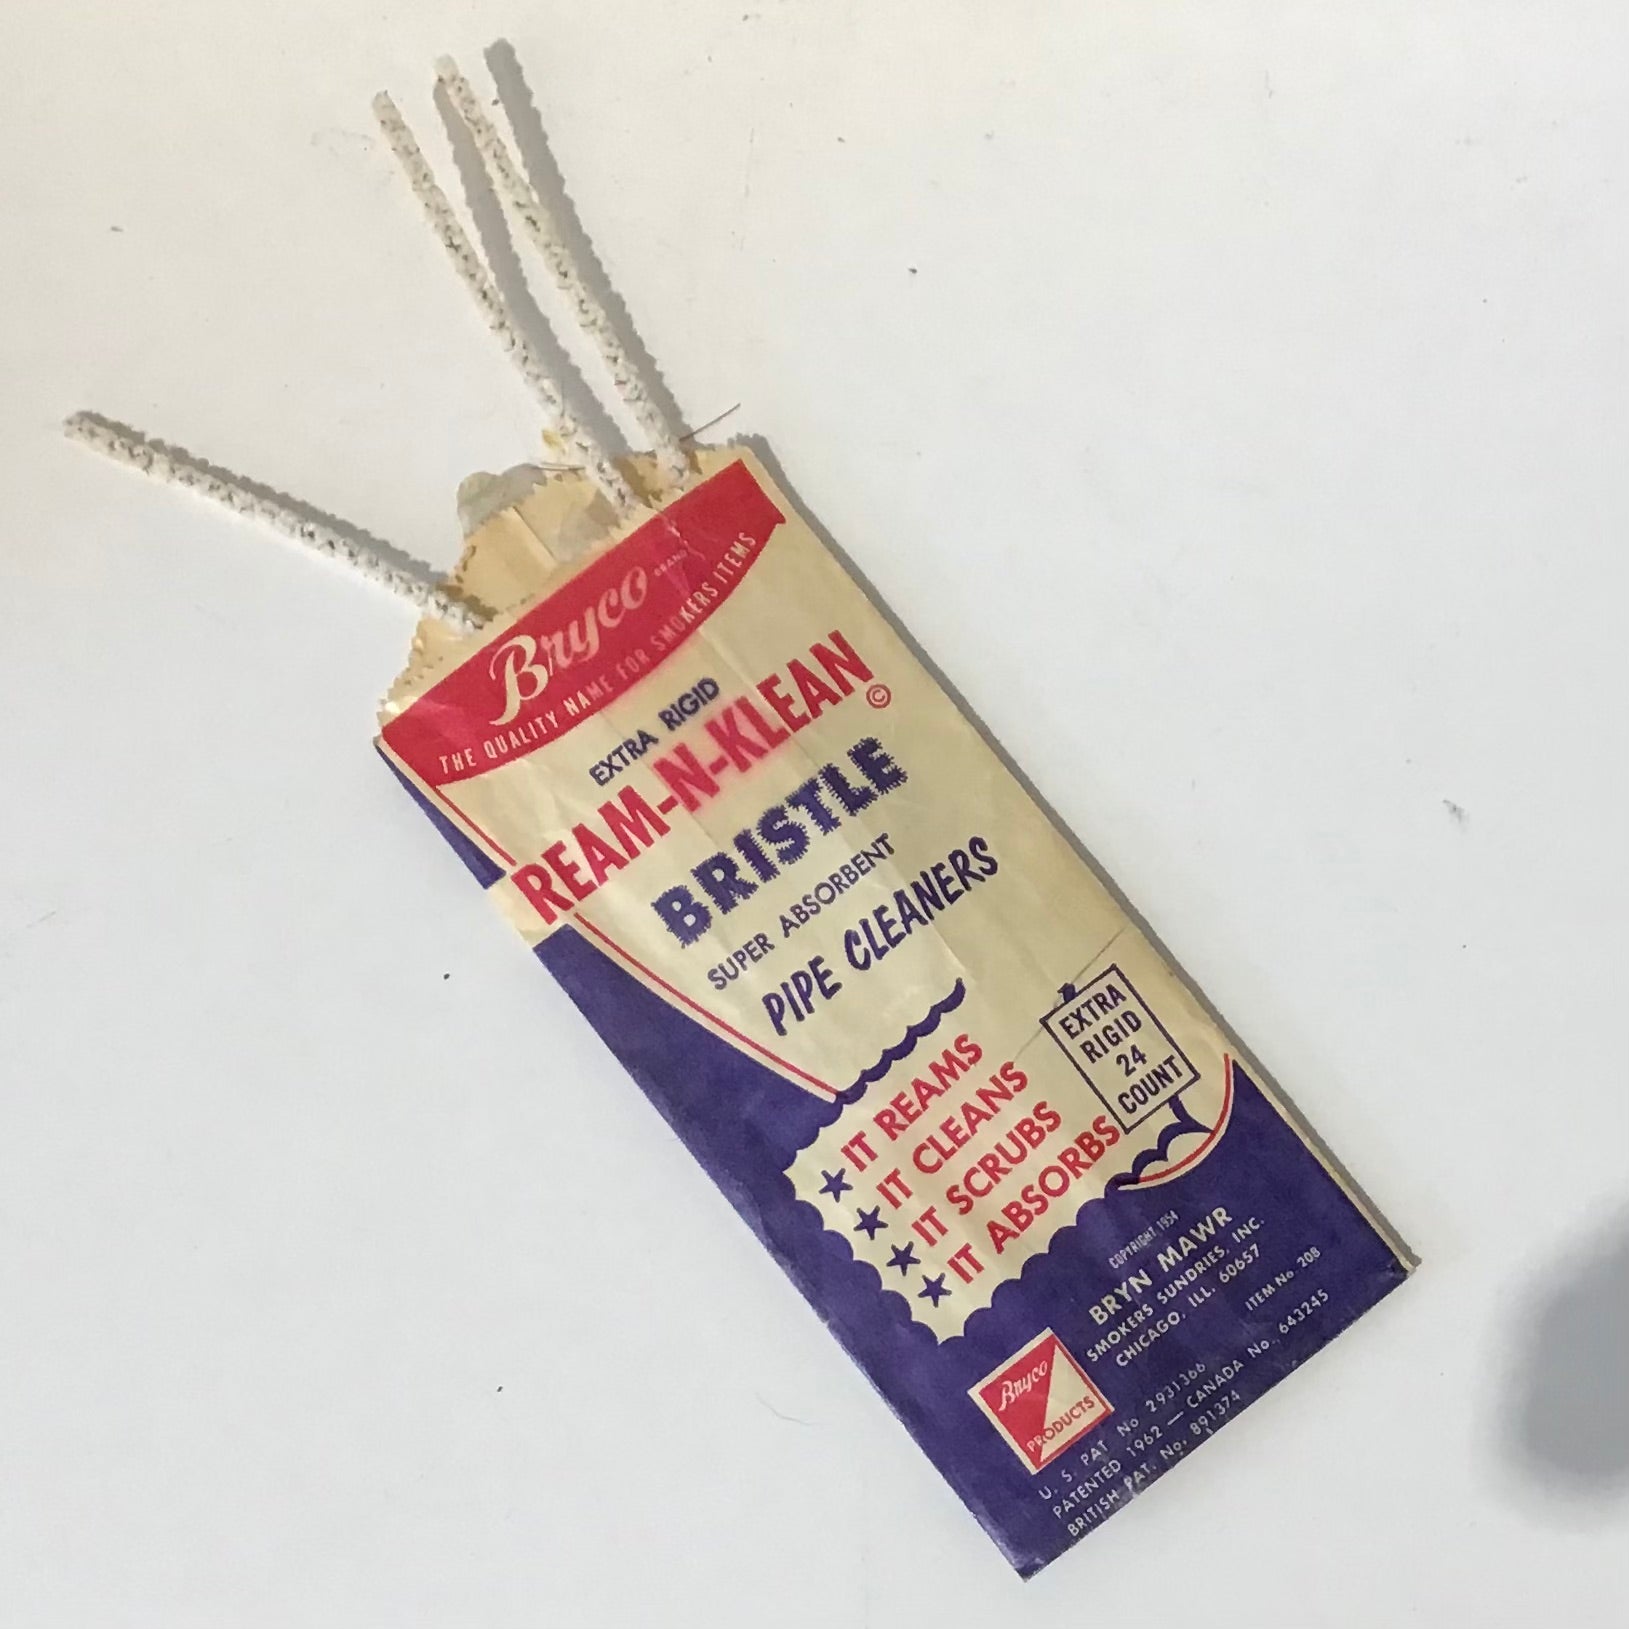 Bryco BRAND
THE QUALITY NAME FOR SMOKERS ITEMS
EXTRA RIGID
REAM-N-KLEAN ©
BRISTLE
SUPER ABSORBENT
PIPE CLEANERS
EXTRA
RIGID
24
COUNT
★ IT REAMS
★ IT CLEANS
★ IT SCRUBS
★ IT ABSORBS
COPYRIGHT, 1954
BRYN MAWR
SMOKERS SUNDRIES, INC.
CHICAGO, ILL. 60657
ITEM No. 208
Bryco
PRODUCTS
U. S. PAT No 2931366
PATENTED 1962 — CANADA No. 643245
BRITISH PAT. No. 891374